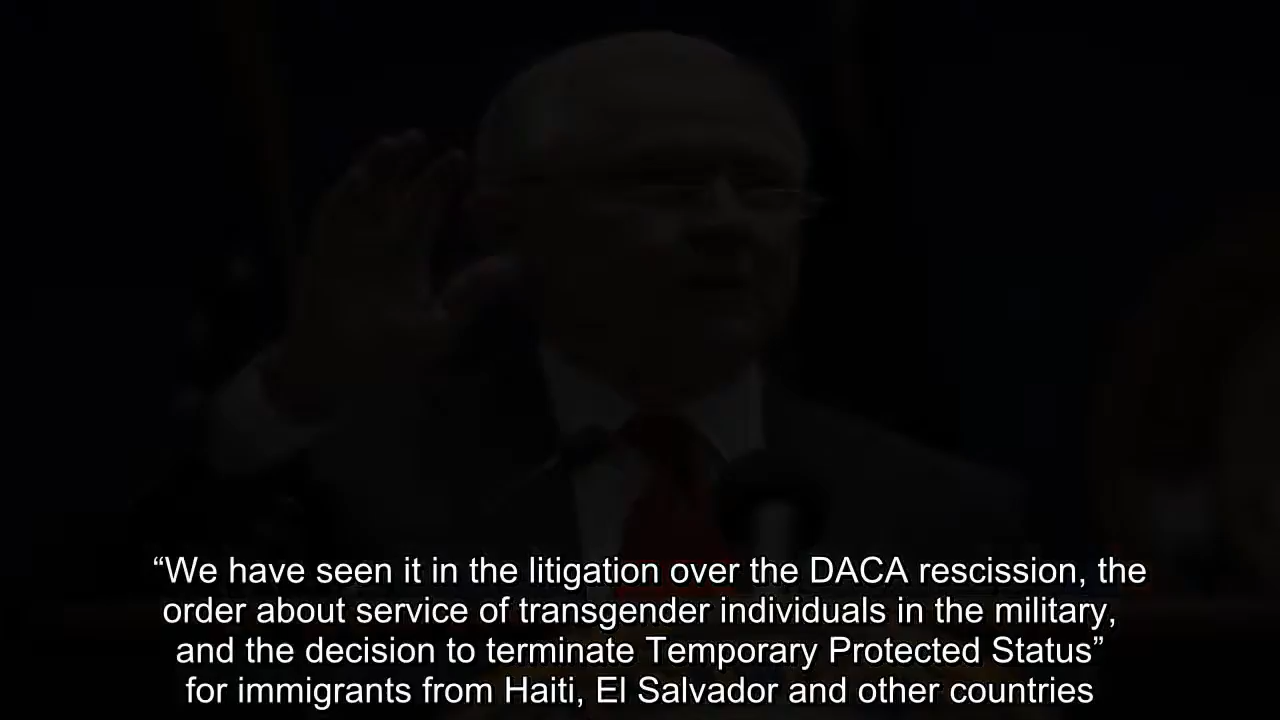 “We have seen it in the litigation over the DACA rescission, the
order about service of transgender individuals in the military,
and the decision to terminate Temporary Protected Status”
for immigrants from Haiti, El Salvador and other countries